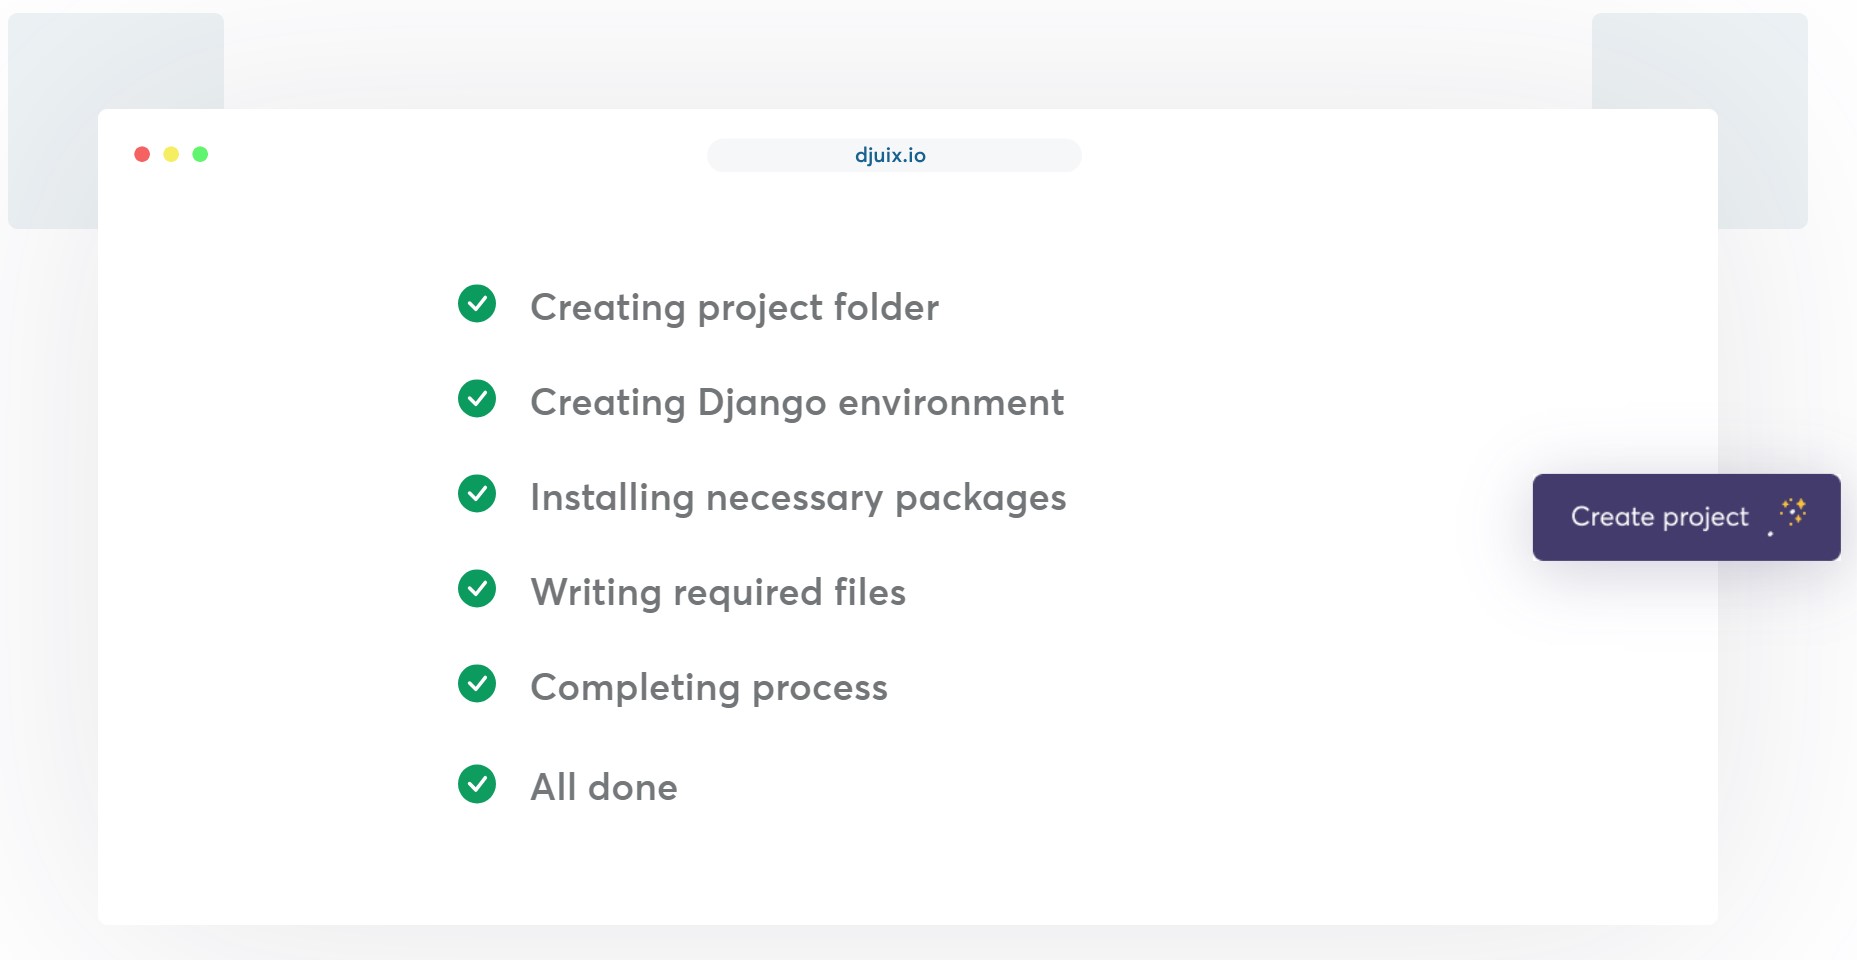 djuix.io
Creating project folder
Creating Django environment
Installing necessary packages
Create project
Writing required files
Completing process
All done